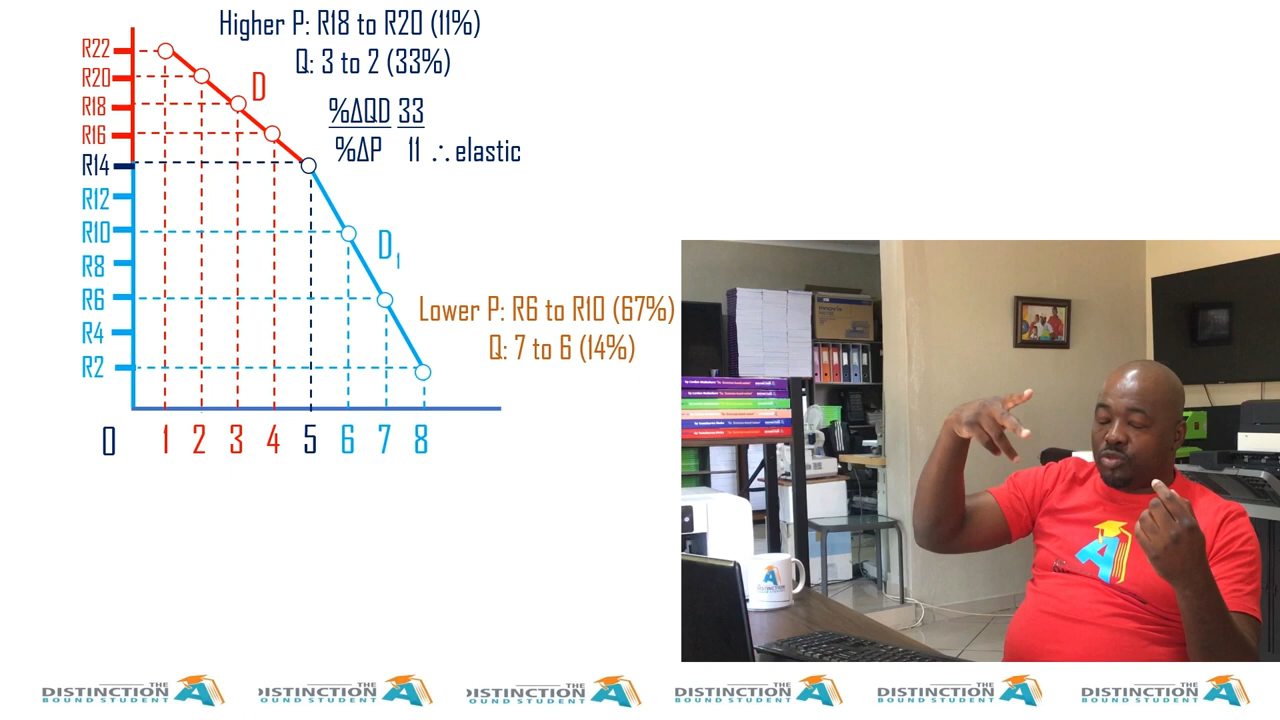 Higher P: R18 to R20 (11%)
Q: 3 to 2 (33%)
%ΔQD 33
%ΔP 11 ∴ elastic
R22
R20
R18
R16
R14
R12
R10
R8
R6
R4
R2
D
D1
Lower P: R6 to R10 (67%)
Q: 7 to 6 (14%)
0 1 2 3 4 5 6 7 8
THE
DISTINCTION
BOUND STUDENT
THE
DISTINCTION
OUND STUDENT
THE
DISTINCTION
OUND STUDENT
THE
DISTINCTION
BOUND STUDENT
THE
DISTINCTION
BOUND STUDENT
THE
DISTINCTION
BOUND STUDENT